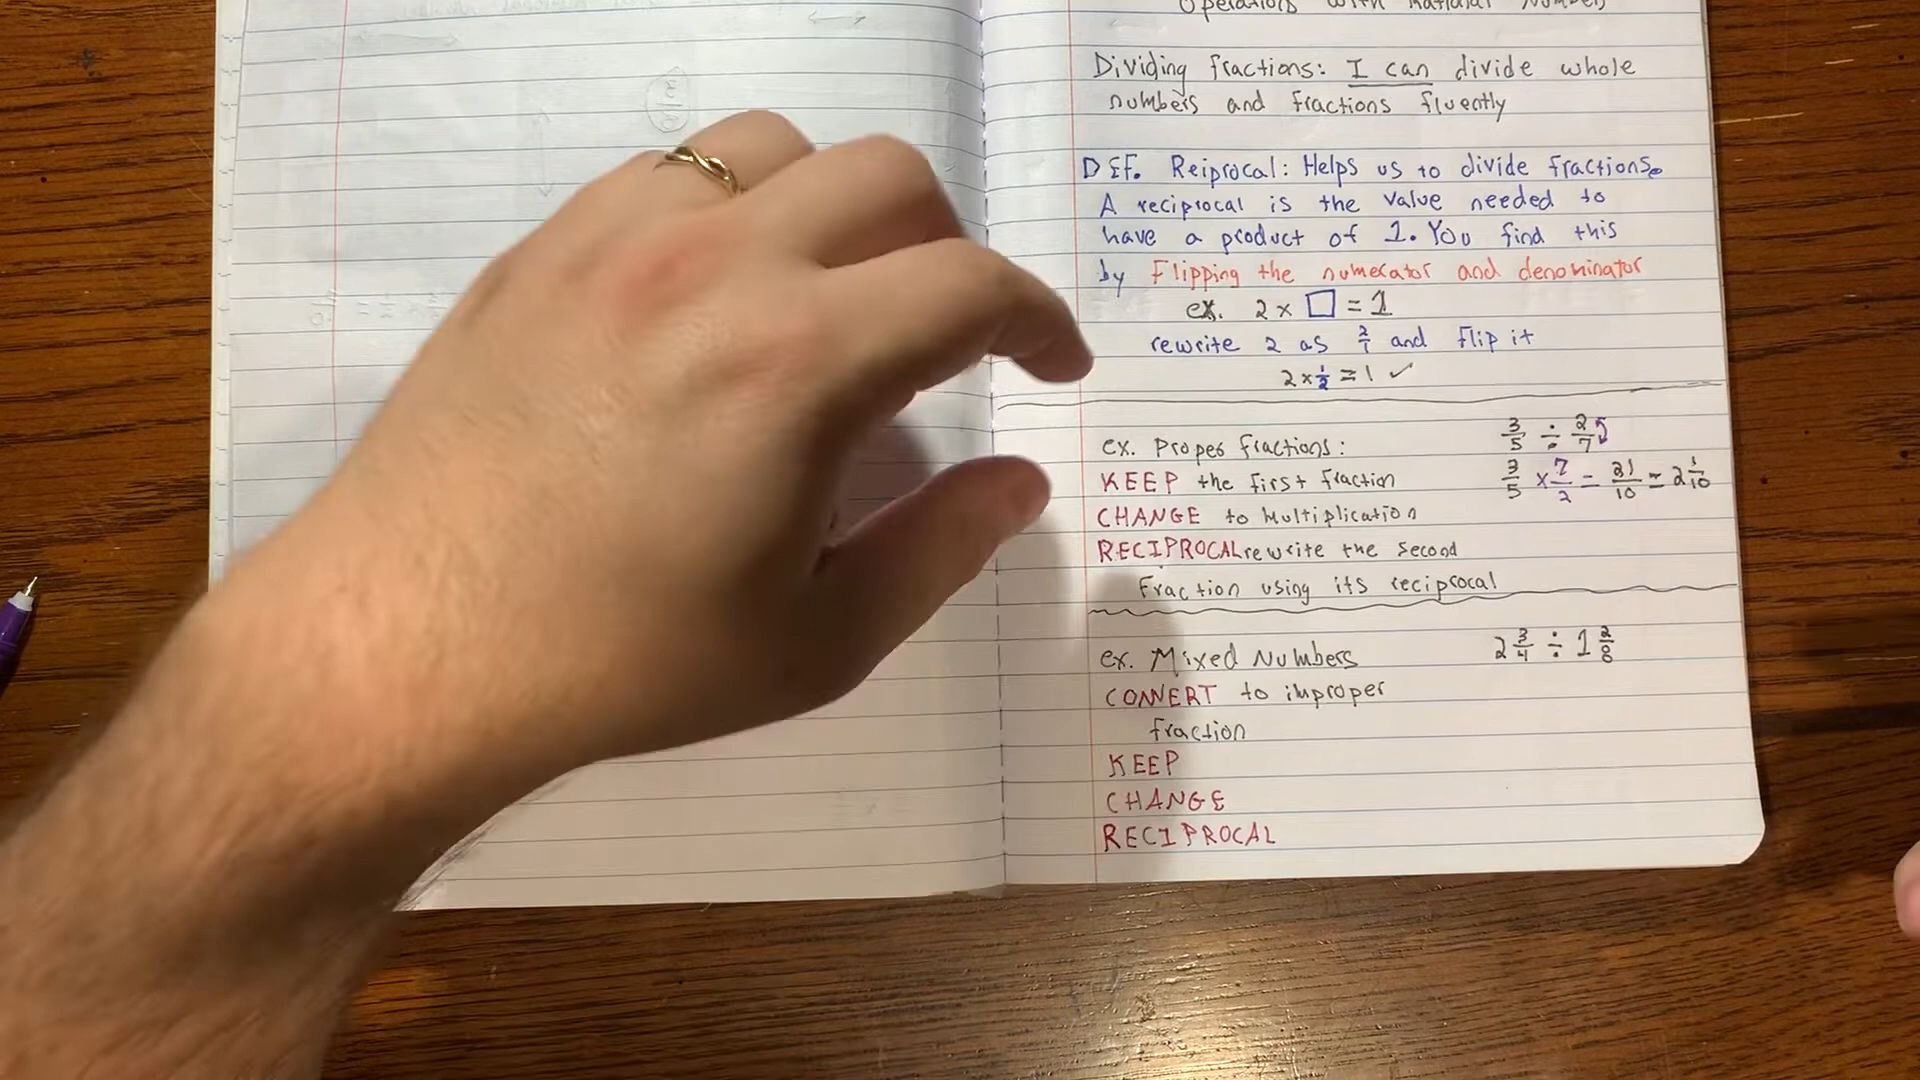 Operations with Rational Numbers
Dividing fractions: I can divide whole
numbers and fractions fluently
DEF. Reiprocal: Helps us to divide fractions.
A reciprocal is the value needed to
have a product of 1. You find this
by Flipping the numerator and denominator
ex. 2 × □ = 1
rewrite 2 as 2/1 and flip it
2 × 1/2 = 1 ✓
ex. Proper fractions: 3/5 ÷ 2/7
KEEP the first fraction 3/5 × 7/2 = 21/10 = 2 1/10
CHANGE to Multiplication
RECIPROCAL rewrite the second
Fraction using its reciprocal
ex. Mixed Numbers 2 3/4 ÷ 1 2/8
CONVERT to improper
fraction
KEEP
CHANGE
RECIPROCAL